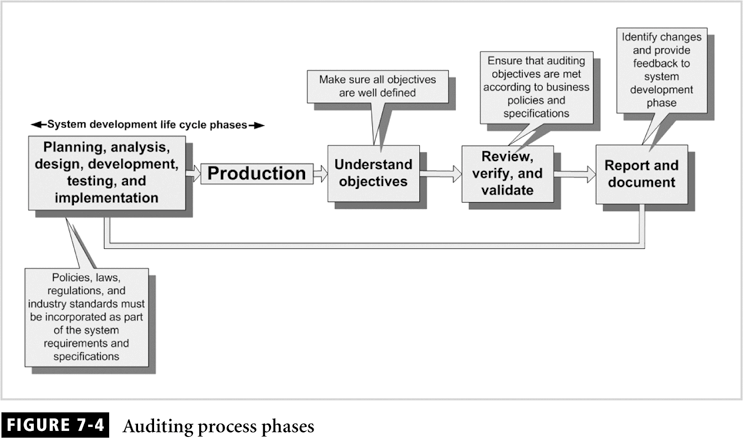 Identify changes
and provide
feedback to
system
development
phase
Ensure that auditing
objectives are met
according to business
policies and
specifications
Make sure all objectives
are well defined
System development life cycle phases
Planning, analysis,
design, development,
testing, and
implementation
Production
Understand
objectives
Review,
verify, and
validate
Report and
document
Policies, laws,
regulations, and
industry standards must
be incorporated as part
of the system
requirements and
specifications
FIGURE 7-4 Auditing process phases